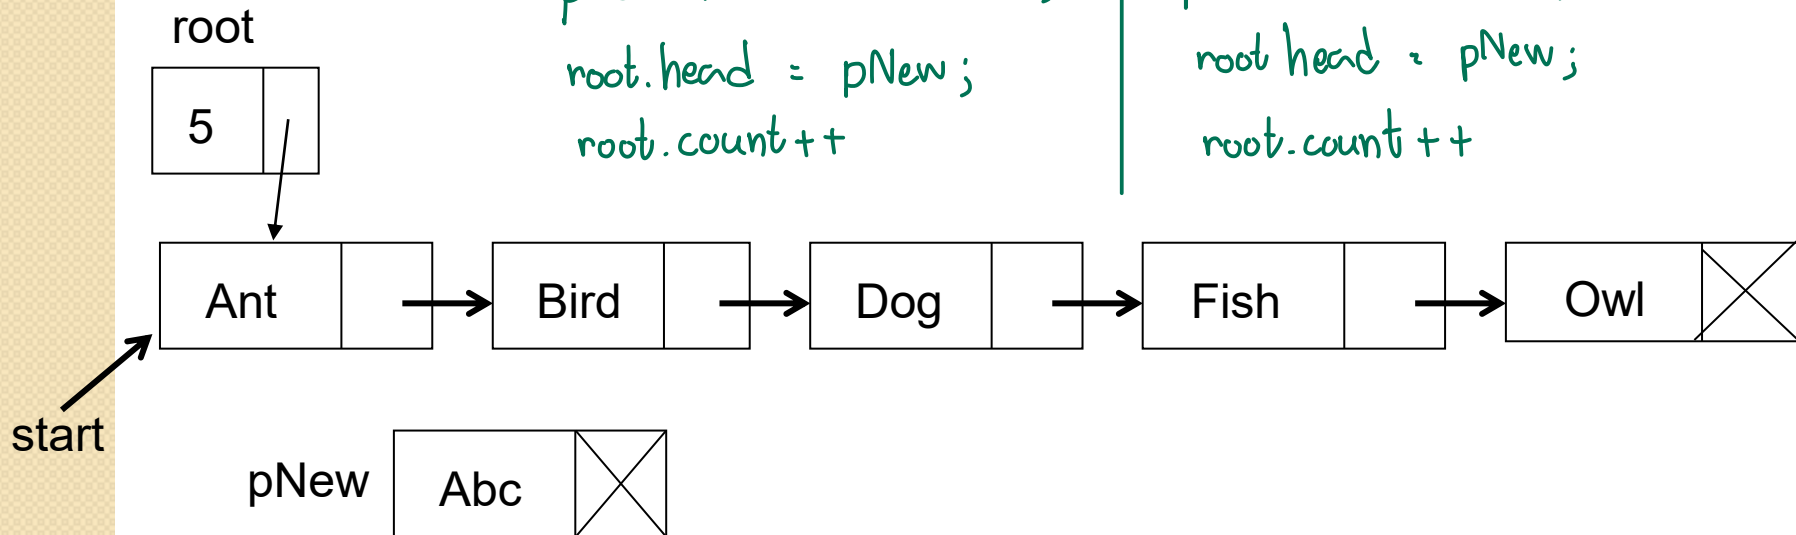 root
root.head = pNew;
root.count++
root head = pNew;
root.count++
5
Ant
Bird
Dog
Fish
Owl
start
pNew
Abc